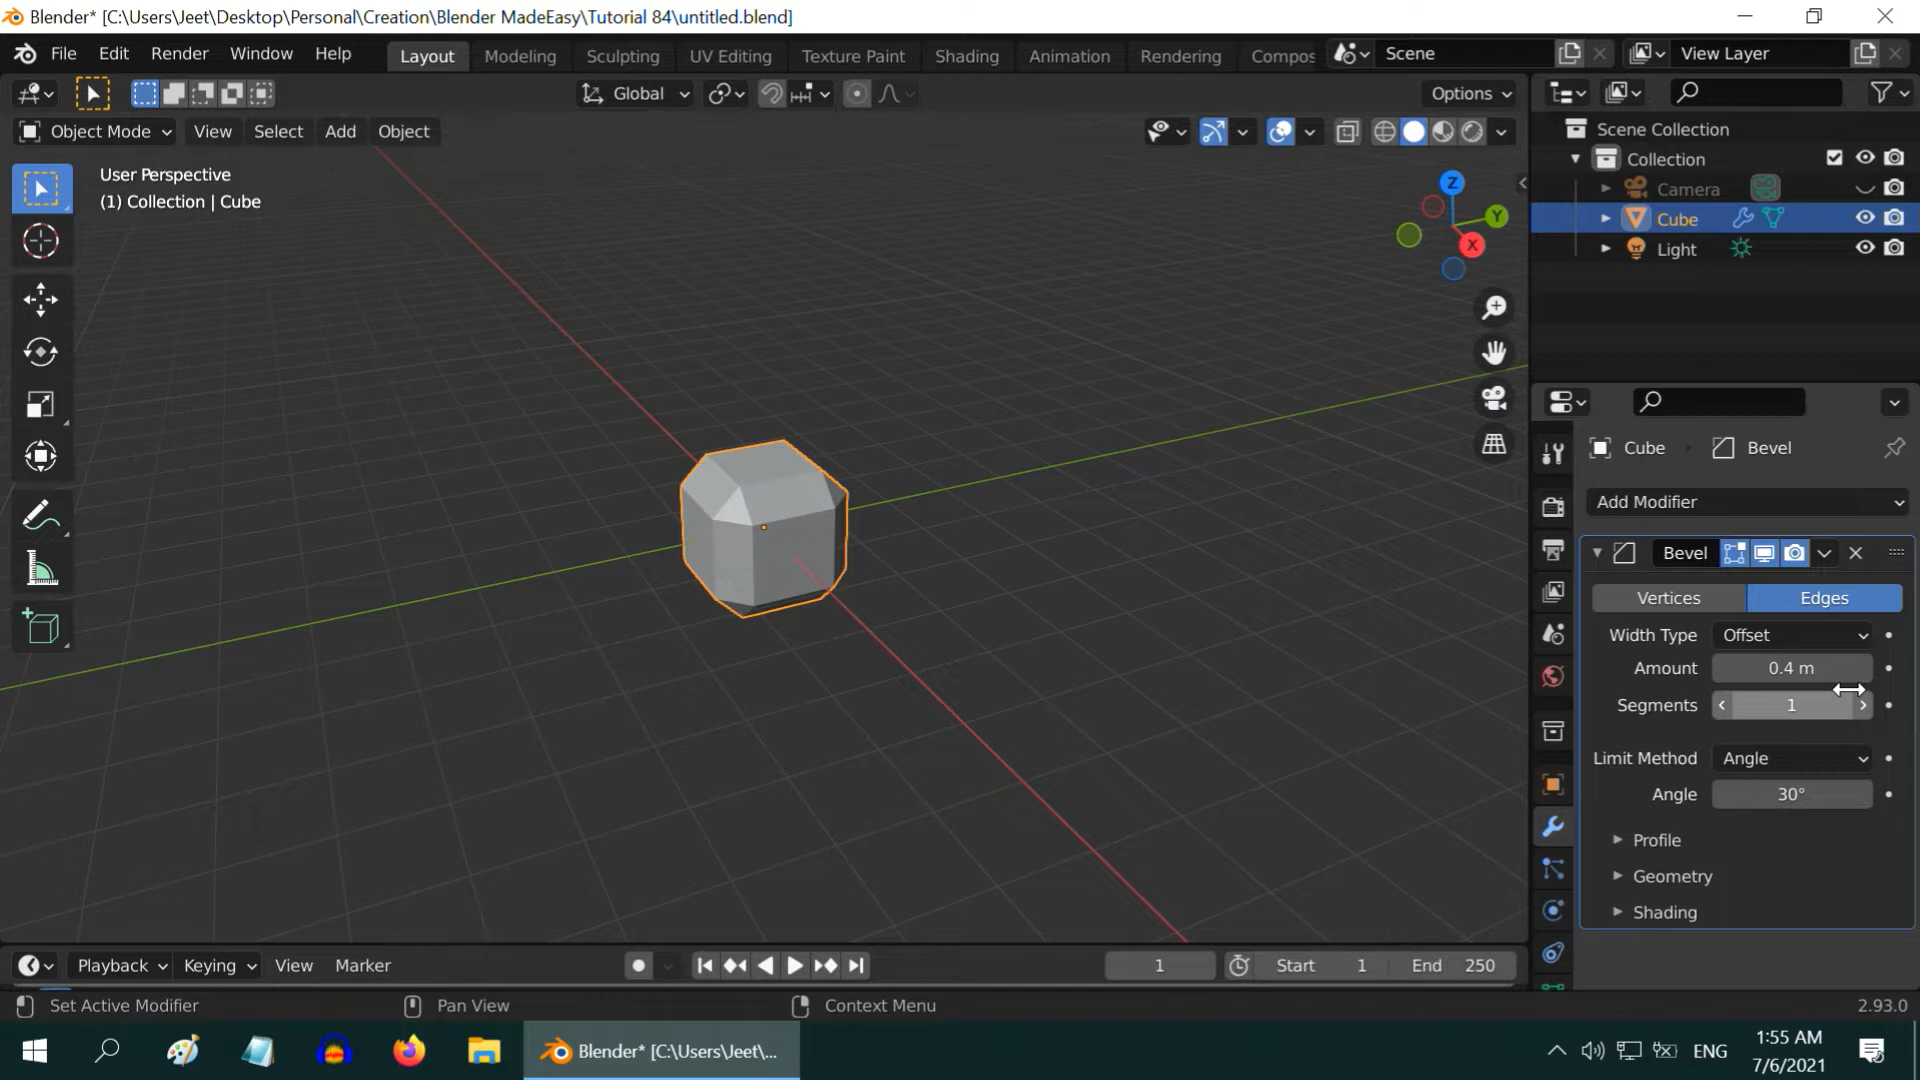 Blender* [C:\Users\Jeet\Desktop\Personal\Creation\Blender MadeEasy\Tutorial 84\untitled.blend]
File Edit Render Window Help Layout Modeling Sculpting UV Editing Texture Paint Shading Animation Rendering Compos Scene View Layer
Global Options
Object Mode View Select Add Object
User Perspective
(1) Collection | Cube
Z
Y
X
Scene Collection
Collection
Camera
Cube
Light
Cube Bevel
Add Modifier
Bevel
Vertices Edges
Width Type Offset
Amount 0.4 m
Segments 1
Limit Method Angle
Angle 30°
Profile
Geometry
Shading
Playback Keying View Marker 1 Start 1 End 250
Set Active Modifier Pan View Context Menu 2.93.0
Blender* [C:\Users\Jeet\... ENG 1:55 AM
7/6/2021